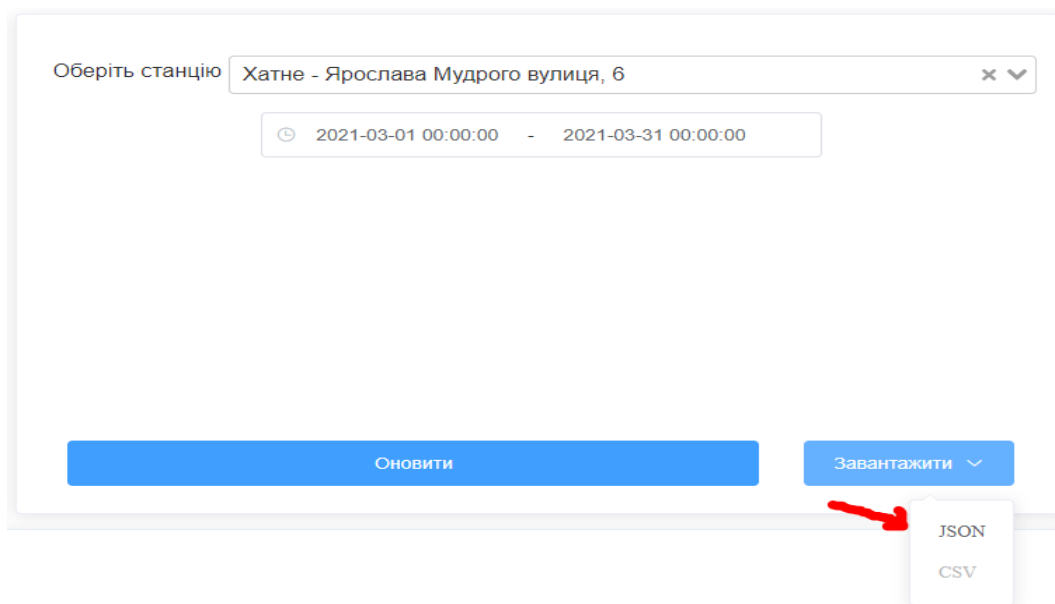 Оберіть станцію Хатне - Ярослава Мудрого вулиця, 6
2021-03-01 00:00:00 - 2021-03-31 00:00:00
Оновити Завантажити
JSON
CSV